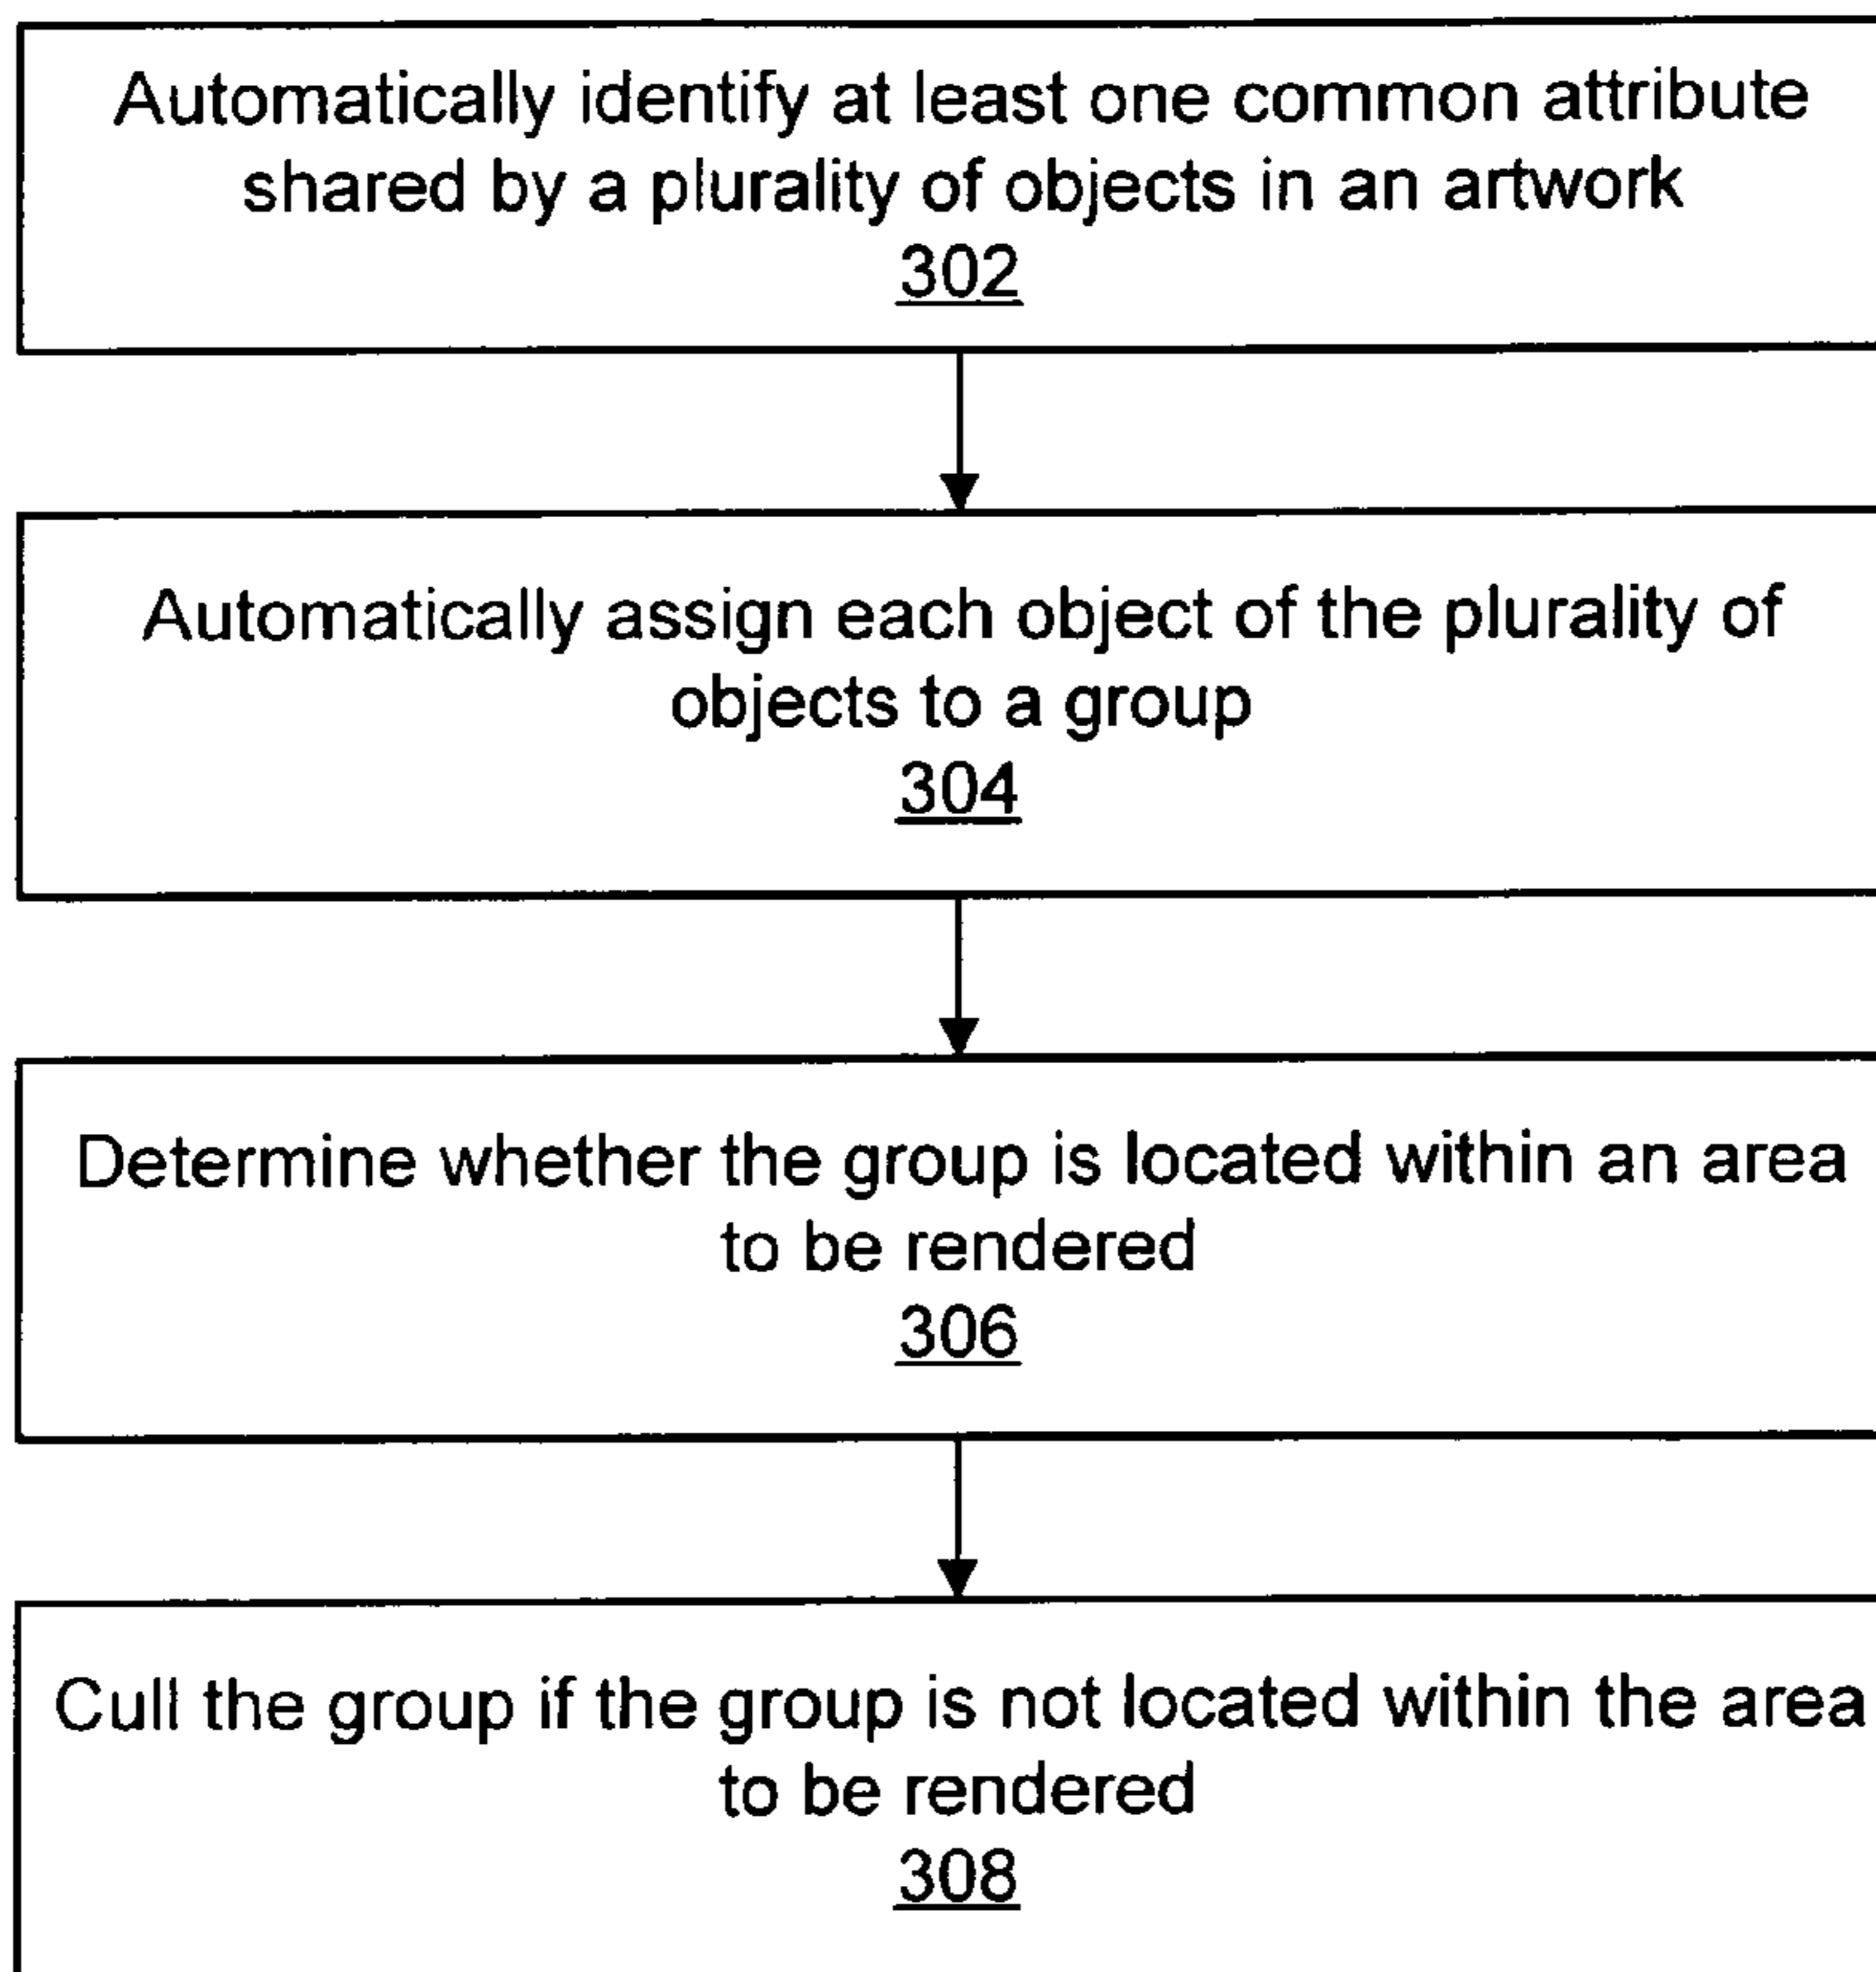 Automatically identify at least one common attribute
shared by a plurality of objects in an artwork
302
Automatically assign each object of the plurality of
objects to a group
304
Determine whether the group is located within an area
to be rendered
306
Cull the group if the group is not located within the area
to be rendered
308